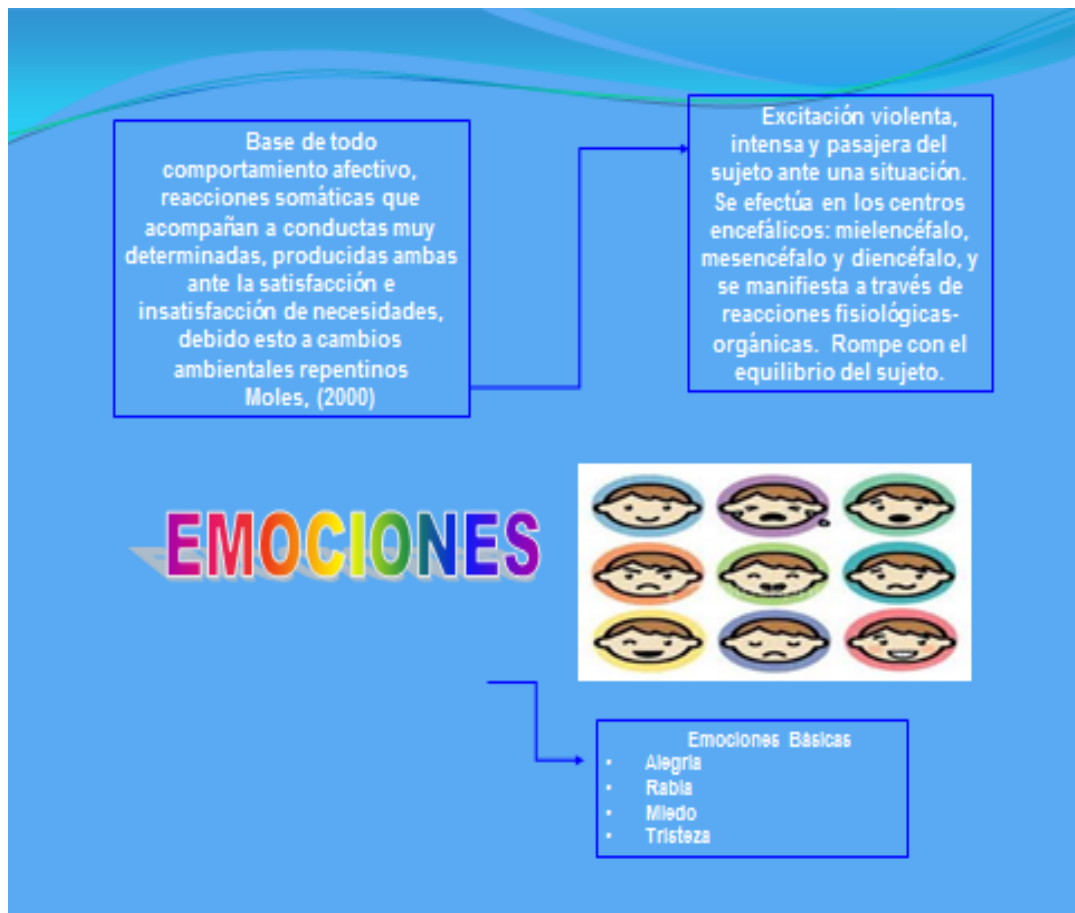 Base de todo
comportamiento afectivo,
reacciones somáticas que
acompañan a conductas muy
determinadas, producidas ambas
ante la satisfacción e
insatisfacción de necesidades,
debido esto a cambios
ambientales repentinos
Moles, (2000)
Excitación violenta,
intensa y pasajera del
sujeto ante una situación.
Se efectúa en los centros
encefálicos: mielencéfalo,
mesencéfalo y diencéfalo, y
se manifiesta a través de
reacciones fisiológicas-
orgánicas. Rompe con el
equilibrio del sujeto.
EMOCIONES
Emociones Básicas
• Alegria
• Rabia
• Miedo
• Tristeza